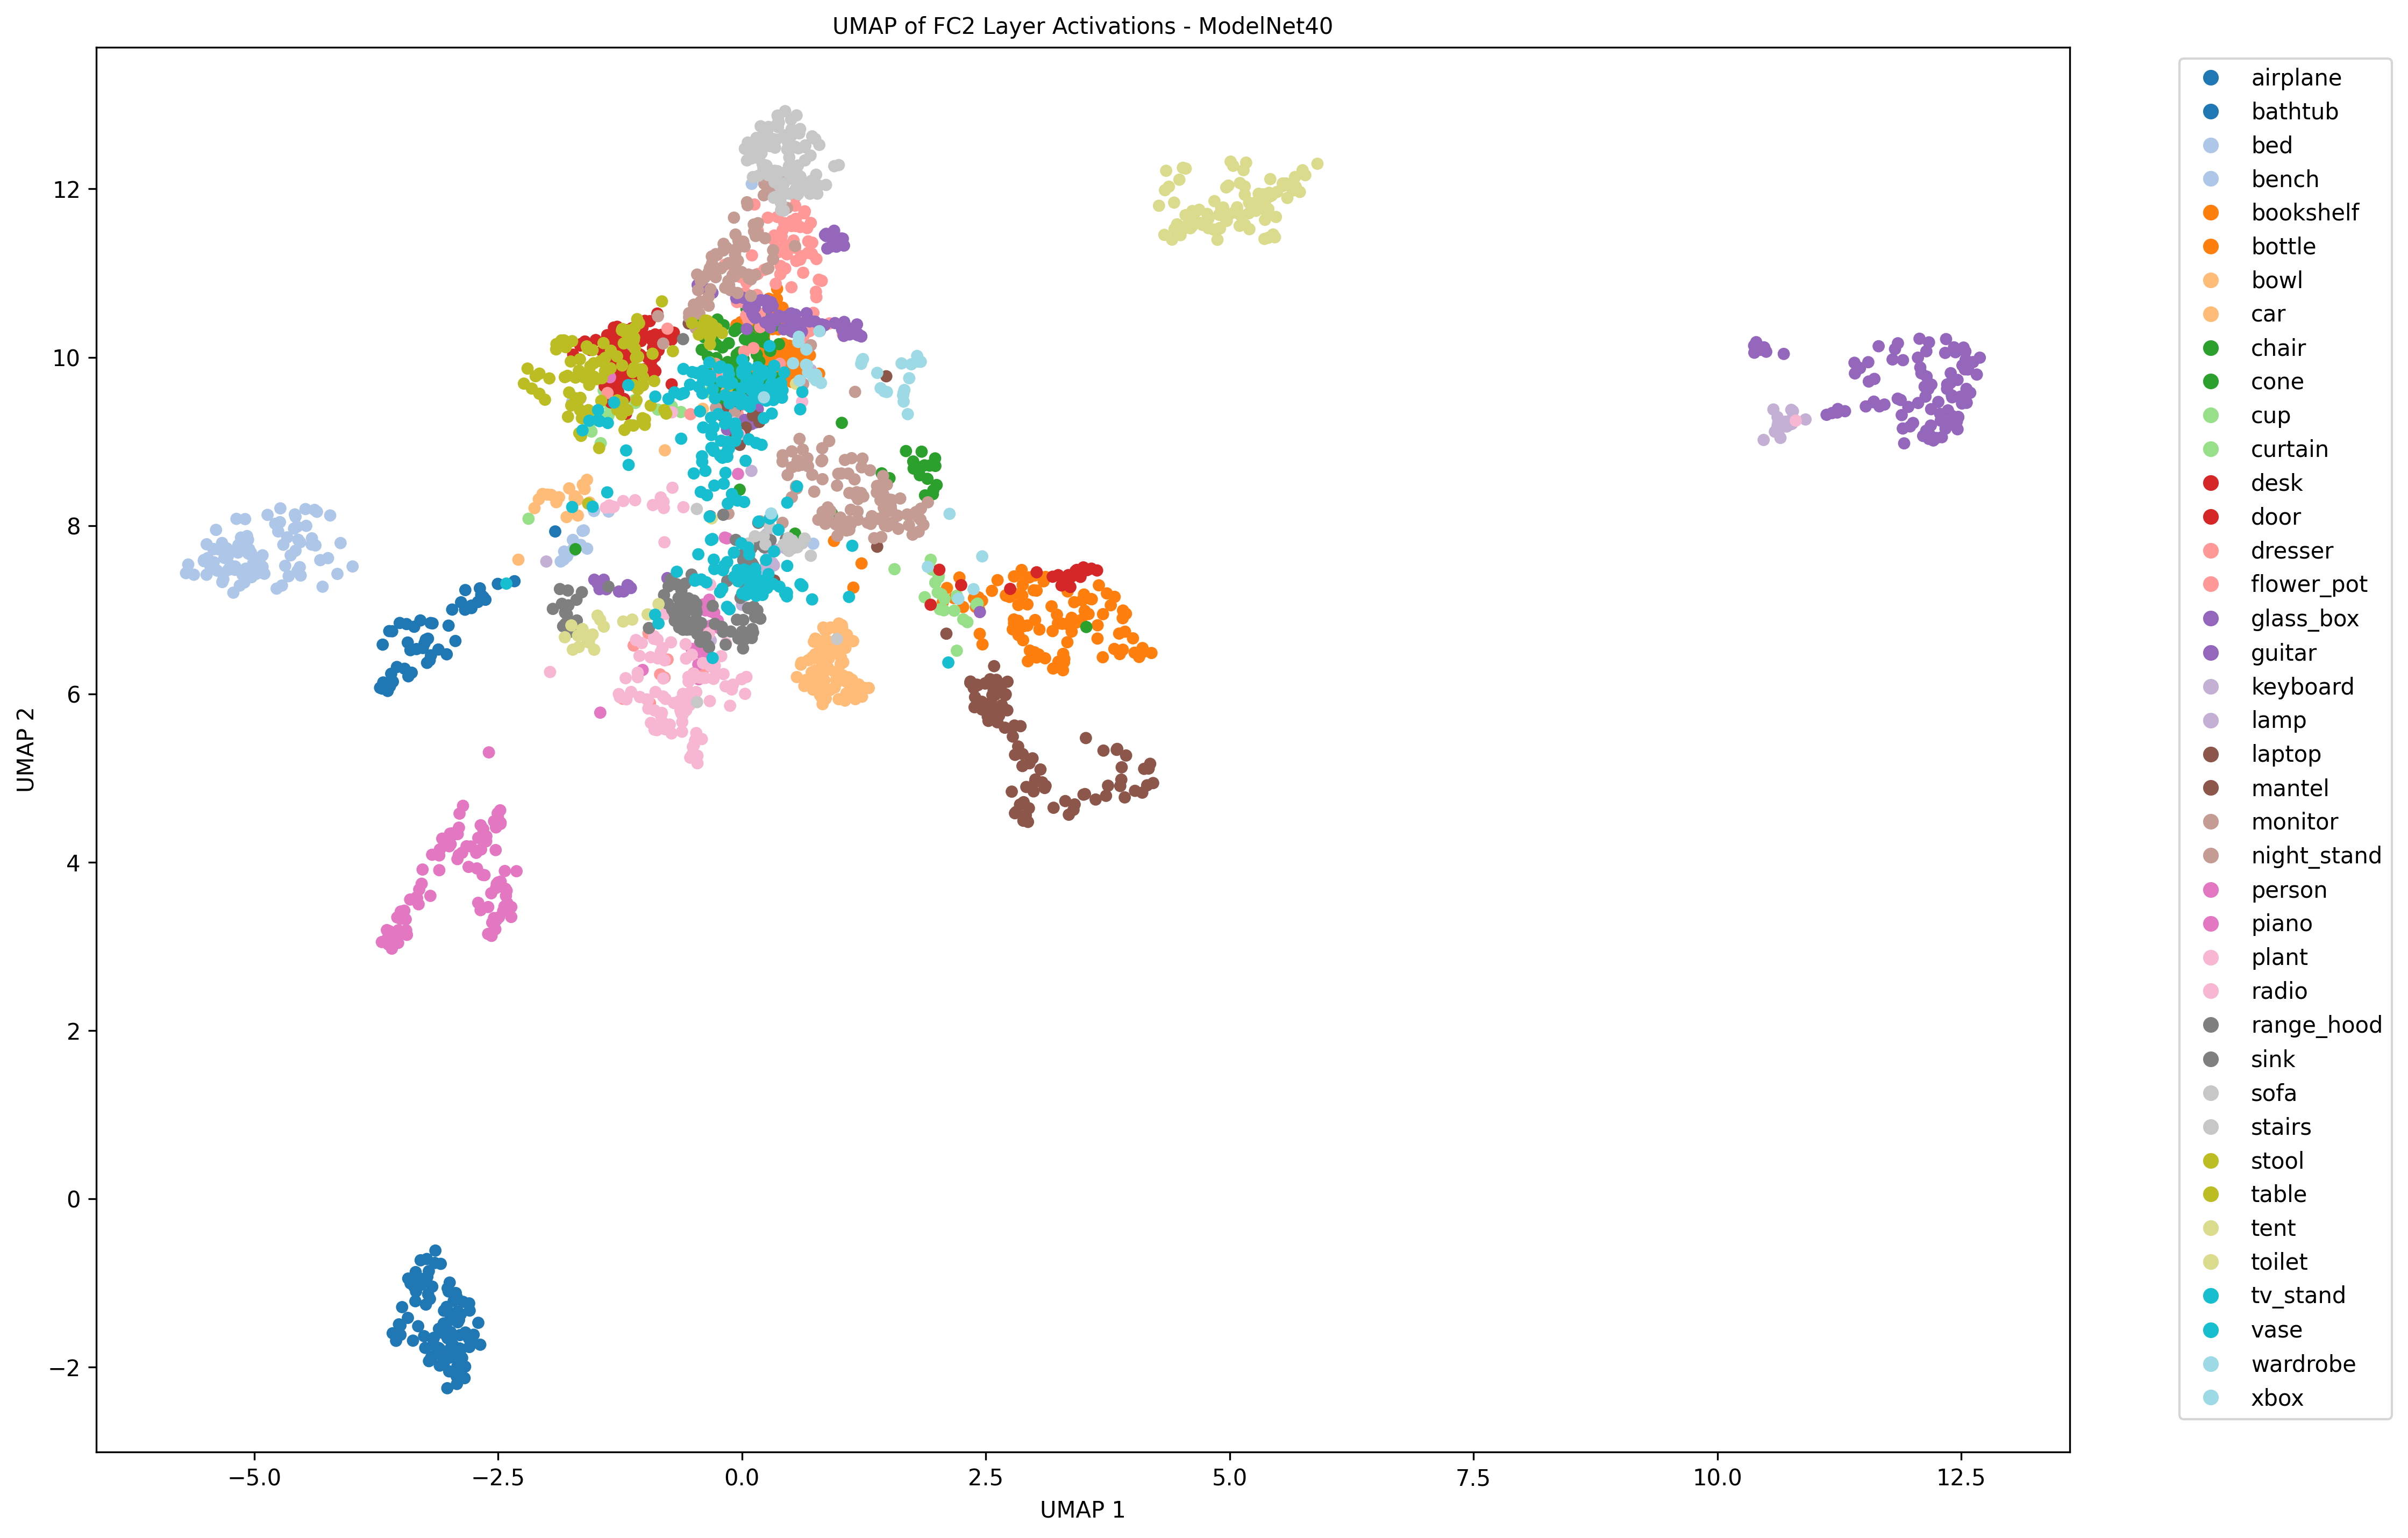 UMAP of FC2 Layer Activations - ModelNet40
12
10
8
6
4
2
0
−2
UMAP 2
−5.0
−2.5
0.0
2.5
5.0
7.5
10.0
12.5
UMAP 1
airplane
bathtub
bed
bench
bookshelf
bottle
bowl
car
chair
cone
cup
curtain
desk
door
dresser
flower_pot
glass_box
guitar
keyboard
lamp
laptop
mantel
monitor
night_stand
person
piano
plant
radio
range_hood
sink
sofa
stairs
stool
table
tent
toilet
tv_stand
vase
wardrobe
xbox